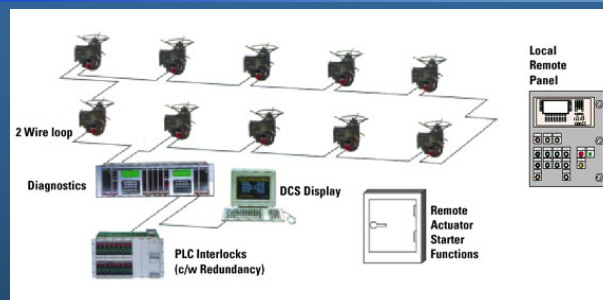 Local
Remote
Panel
2 Wire loop
Diagnostics
DCS Display
PLC Interlocks
(c/w Redundancy)
Remote
Actuator
Starter
Functions